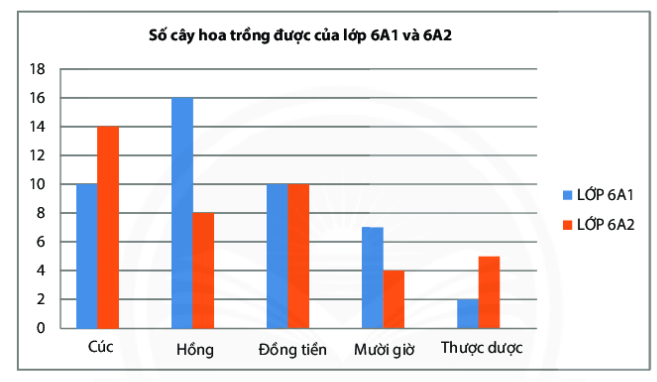 Số cây hoa trồng được của lớp 6A1 và 6A2
18
16
14
12
10
8
6
4
2
0
Cúc Hồng Đồng tiền Mười giờ Thược dược
LỚP 6A1
LỚP 6A2